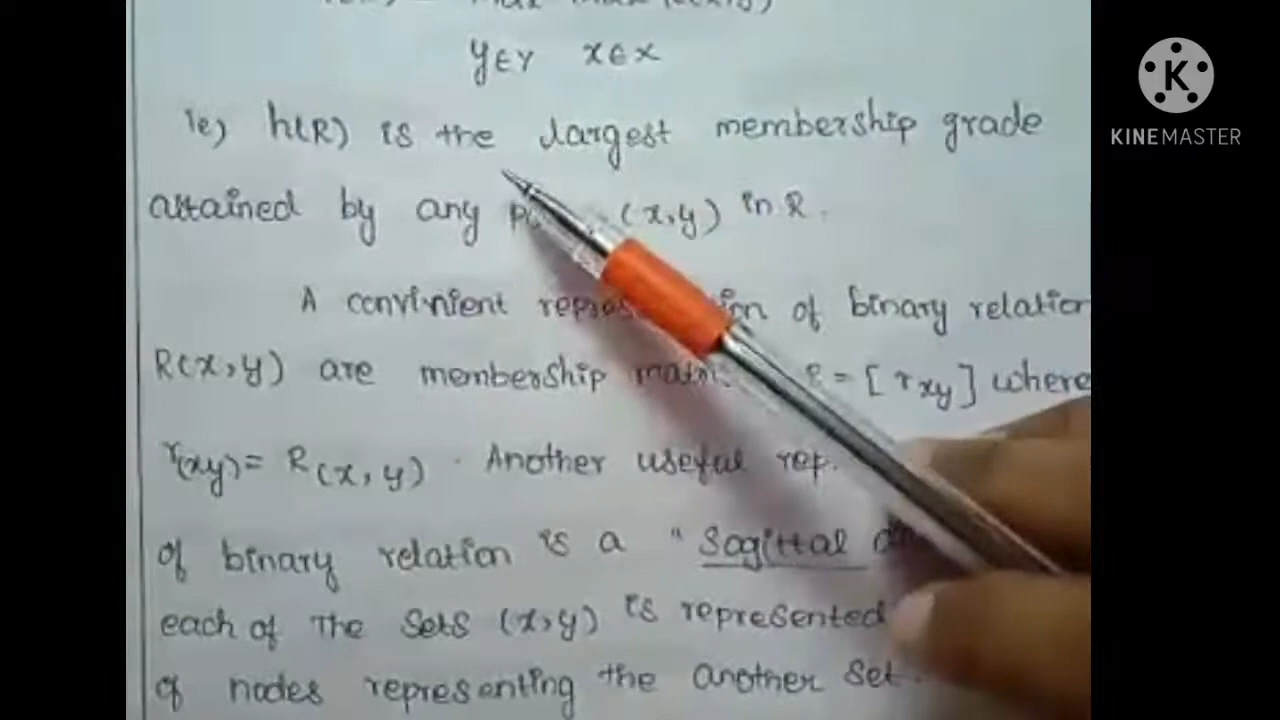 y∈Y x∈X
ie) h(R) is the largest membership grade
attained by any (x,y) in R.
A convinient of binary relation
R(x,y) are membership = [rxy] where
r(xy) = R(x,y). Another useful rep.
of binary relation is a "Sagittal
each of The Sets (x,y) is represented
of nodes representing the another set.
K
KINEMASTER